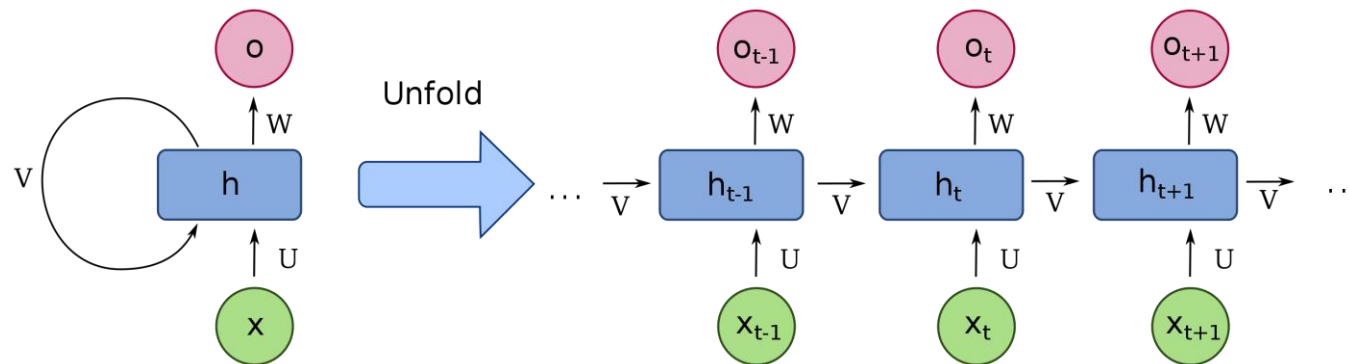 o
o_{t-1}
o_t
o_{t+1}
Unfold
W
W
W
W
V
h
...
V
h_{t-1}
V
h_t
V
h_{t+1}
V
..
U
U
U
U
x
x_{t-1}
x_t
x_{t+1}